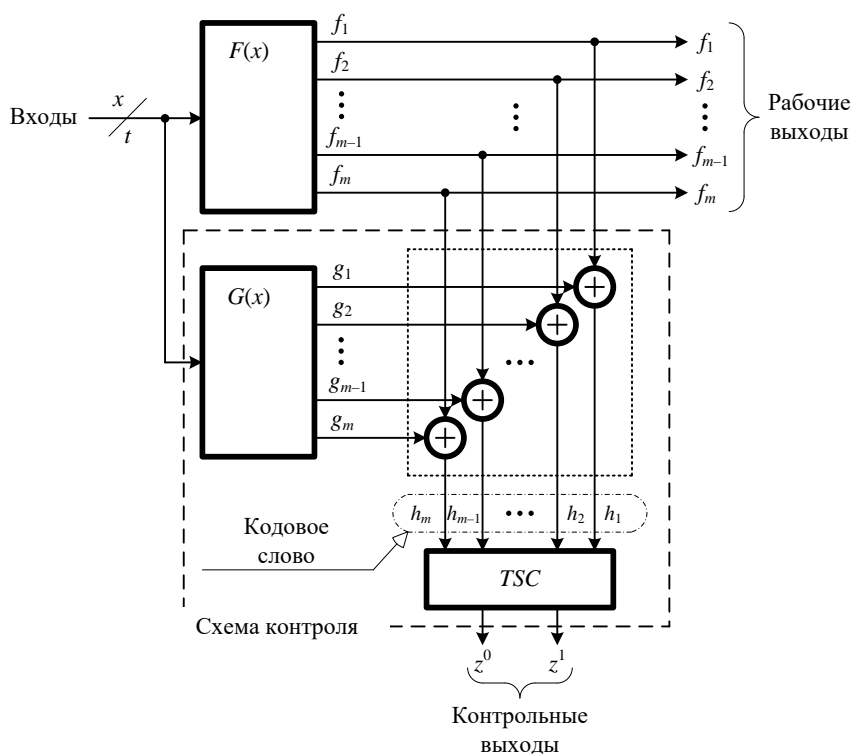 f₁
F(x)
f₁
f₂
f₂
x
Входы
t
Рабочие
выходы
fₘ₋₁
fₘ₋₁
fₘ
fₘ
g₁
G(x)
g₂
gₘ₋₁
gₘ
hₘ hₘ₋₁ h₂ h₁
Кодовое
слово
TSC
Схема контроля
z⁰ z¹
Контрольные
выходы